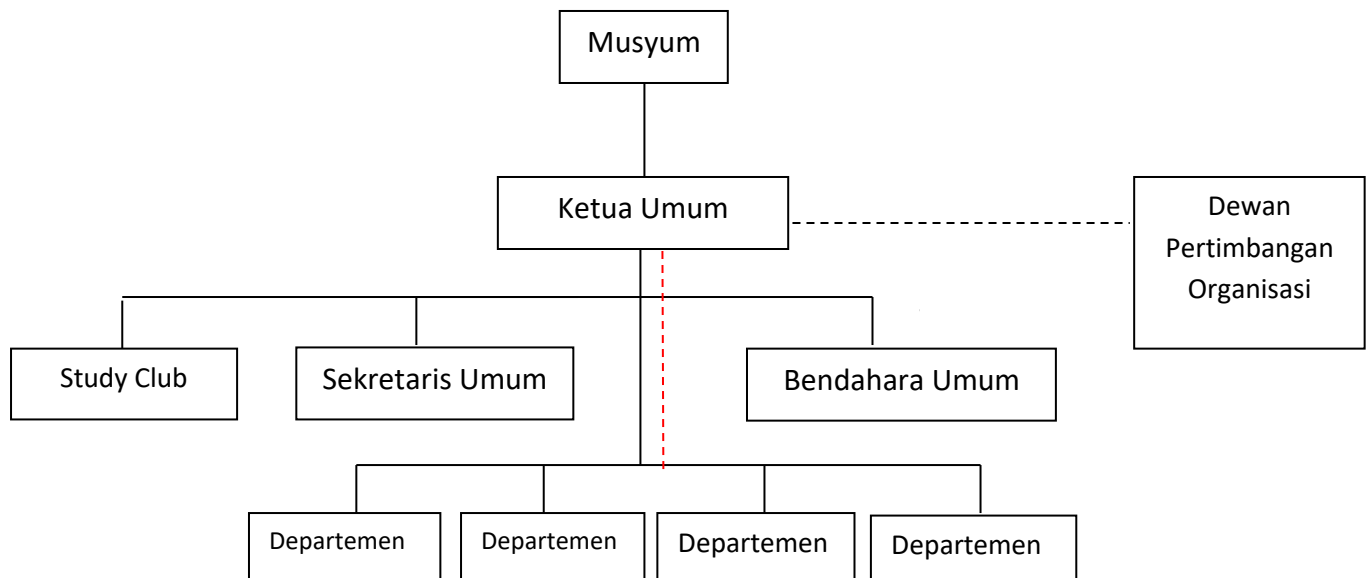 Musyum
Ketua Umum
Dewan
Pertimbangan
Organisasi
Study Club
Sekretaris Umum
Bendahara Umum
Departemen
Departemen
Departemen
Departemen